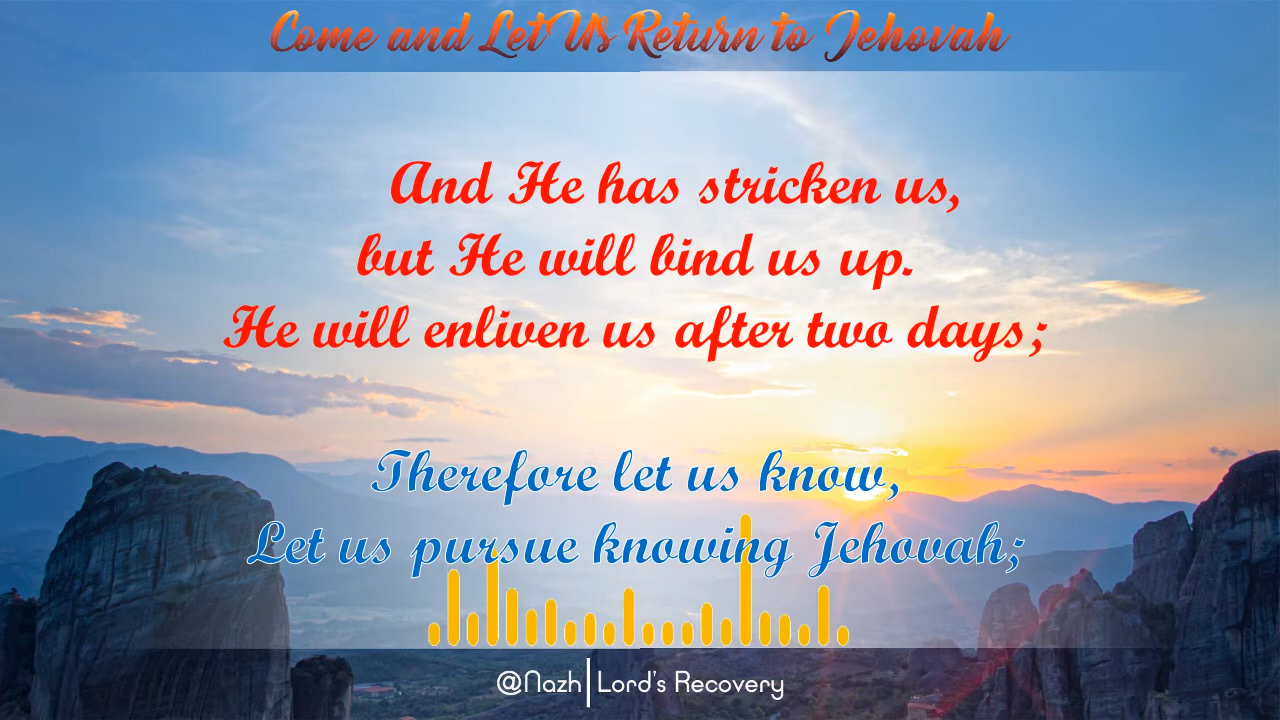 Come and Let Us Return to Jehovah
And He has stricken us,
but He will bind us up.
He will enliven us after two days;
Therefore let us know,
Let us pursue knowing Jehovah;
@Nazh|Lord's Recovery